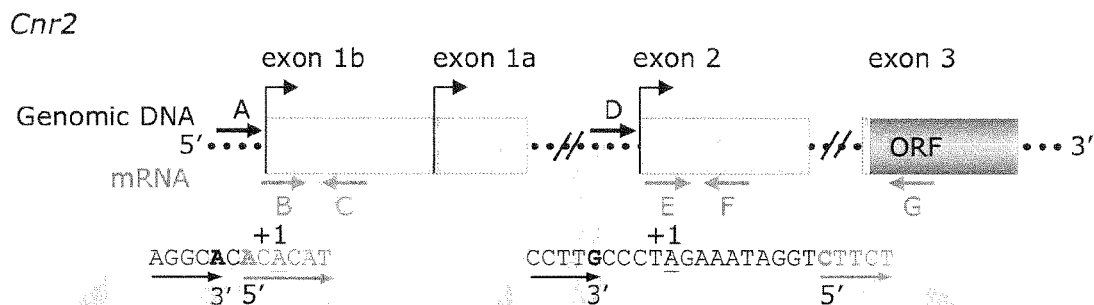 Cnr2
exon 1b exon 1a exon 2 exon 3
A D
Genomic DNA
5′ ORF 3′
mRNA
B C E F G
+1 +1
AGGCACACACAT CCTTGCCCTAGAAATAGGTCTTCT
3′ 5′ 3′ 5′